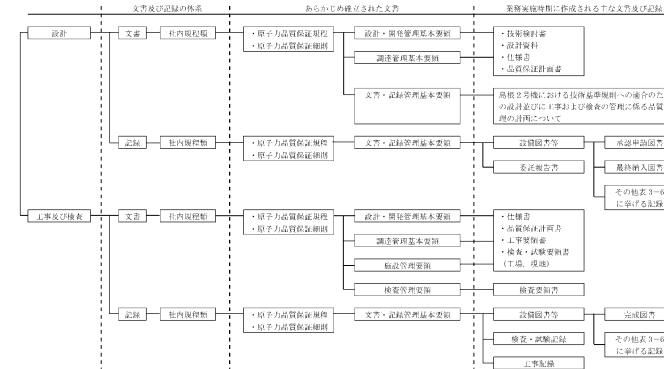 文書及び記録の体系
あらかじめ確立された文書
業務実施時期に作成される主な文書及び記録
設計
文書
社内規程類
・原子力品質保証規程
・原子力品質保証細則
設計・開発管理基本要領
・技術検討書
・設計資料
・仕様書
・品質保証計画書
調達管理基本要領
文書・記録管理基本要領
島根2号機における技術基準規則への適合のた
の設計並びに工事および検査の管理に係る品質
理の計画について
記録
社内規程類
・原子力品質保証規程
・原子力品質保証細則
文書・記録管理基本要領
設備図書等
承認申請図書
委託報告書
最終納入図書
その他表3-6
に挙げる記録
工事及び検査
文書
社内規程類
・原子力品質保証規程
・原子力品質保証細則
設計・開発管理基本要領
・仕様書
・品質保証計画書
・工事要領書
・検査・試験要領書
(工場,現地)
調達管理基本要領
施設管理要領
検査管理要領
検査要領書
記録
社内規程類
・原子力品質保証規程
・原子力品質保証細則
文書・記録管理基本要領
設備図書等
完成図書
検査・試験記録
その他表3-6
に挙げる記録
工事記録